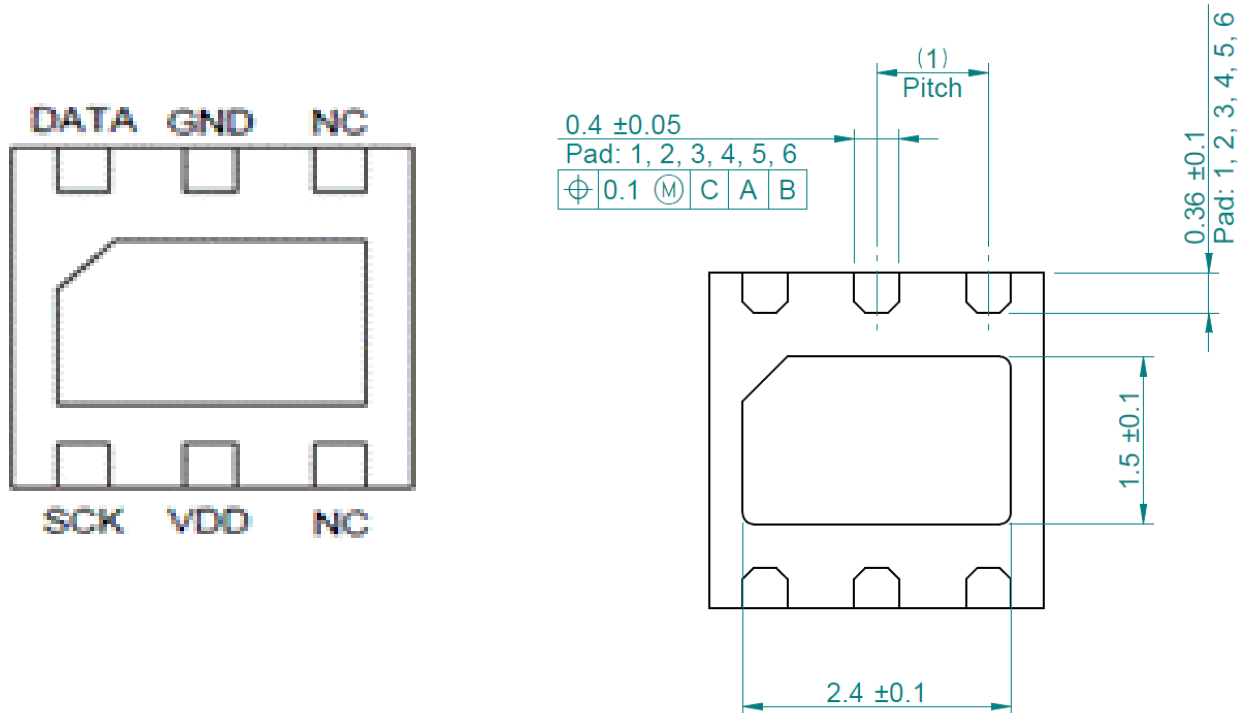 DATA GND NC
SCK VDD NC
(1)
Pitch
0.4 ±0.05
Pad: 1, 2, 3, 4, 5, 6
⌖ 0.1 Ⓜ C A B
0.36 ±0.1
Pad: 1, 2, 3, 4, 5, 6
1.5 ±0.1
2.4 ±0.1